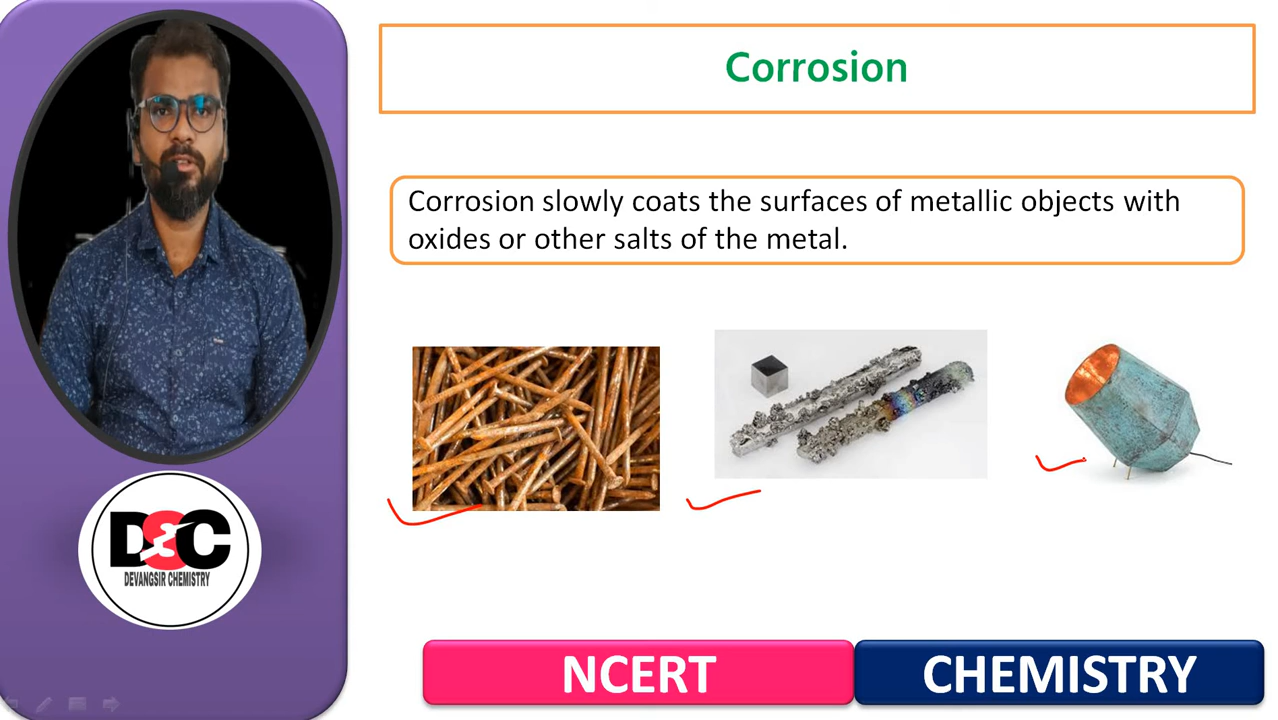 Corrosion
Corrosion slowly coats the surfaces of metallic objects with
oxides or other salts of the metal.
DSC
DEVANGSIR CHEMISTRY
NCERT
CHEMISTRY